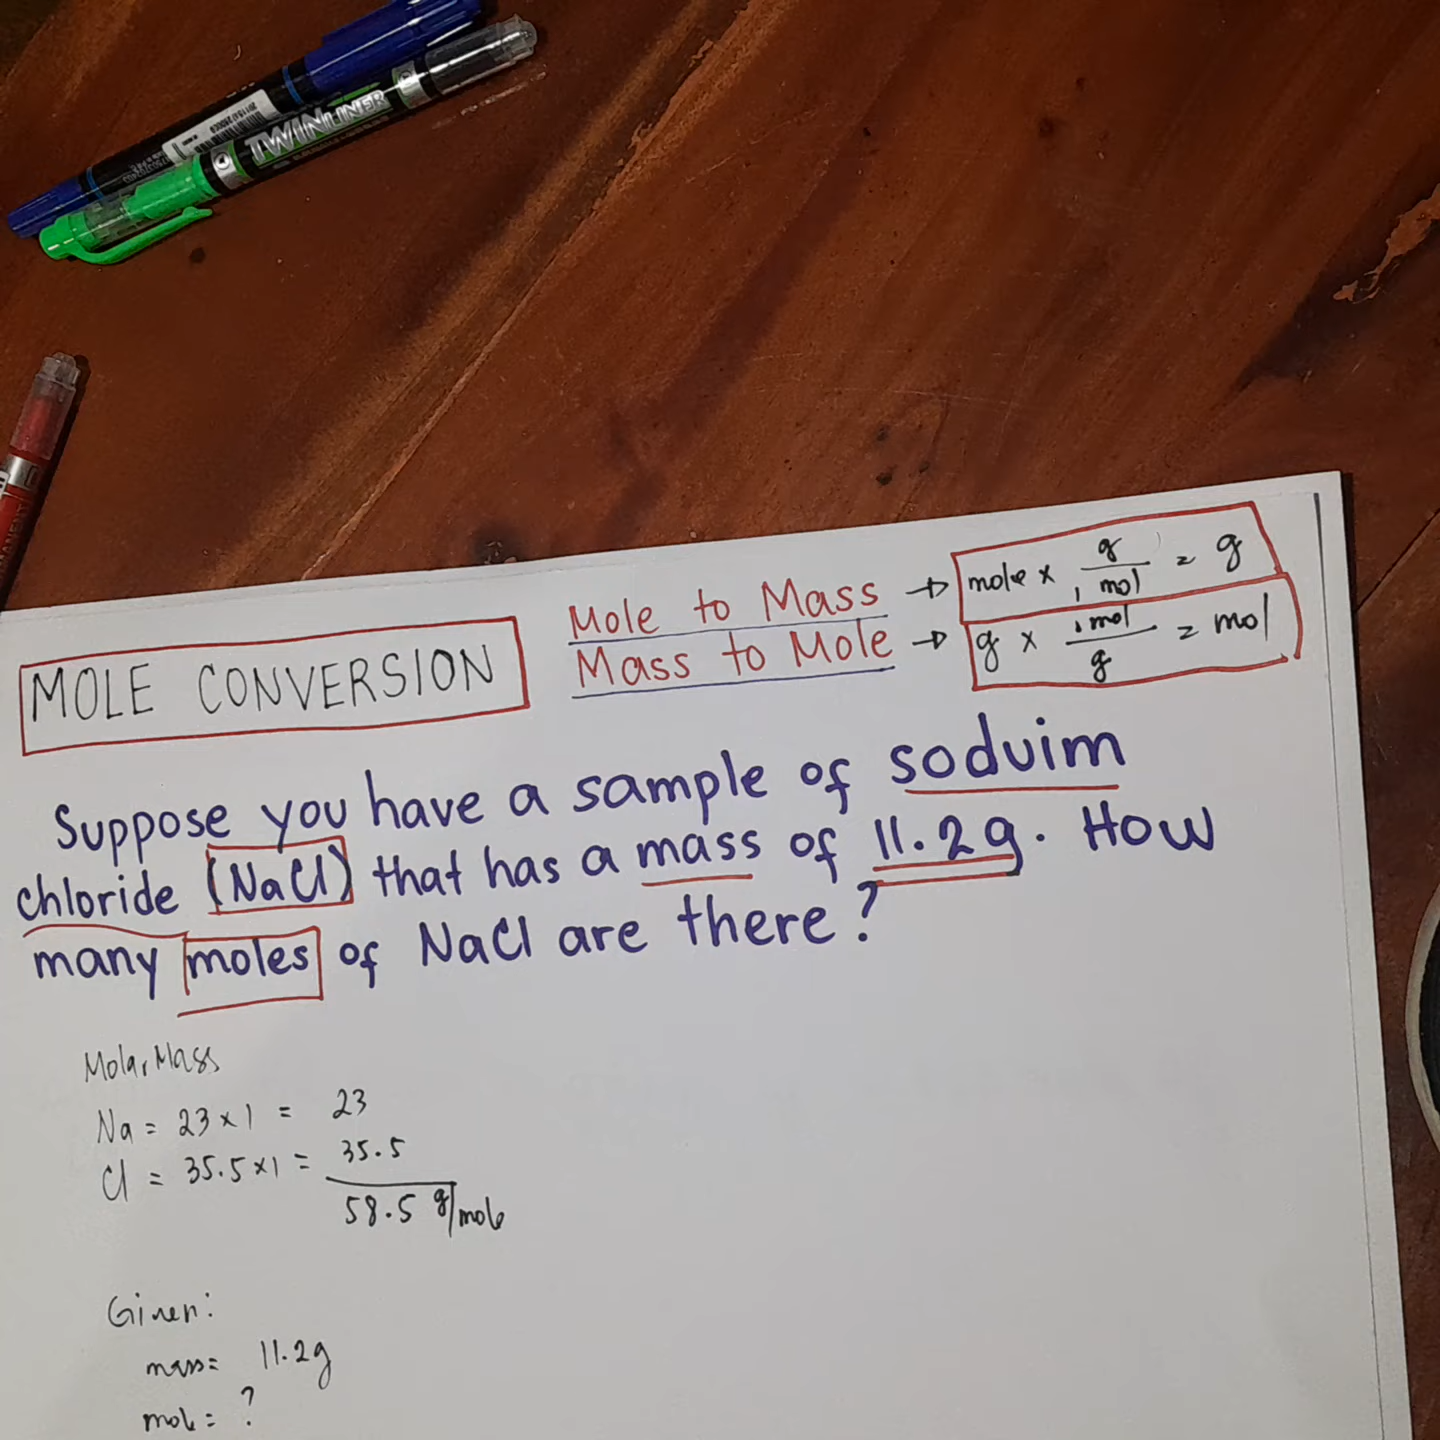 TWINLINER
Mole to Mass → mole x g/1 mol = g
Mass to Mole → g x 1 mol/g = mol
MOLE CONVERSION
Suppose you have a sample of soduim
chloride (NaCl) that has a mass of 11.2g. How
many moles of NaCl are there?
Molar Mass
Na = 23 x 1 = 23
Cl = 35.5 x 1 = 35.5
58.5 g/mole
Given:
mass = 11.2g
mole = ?